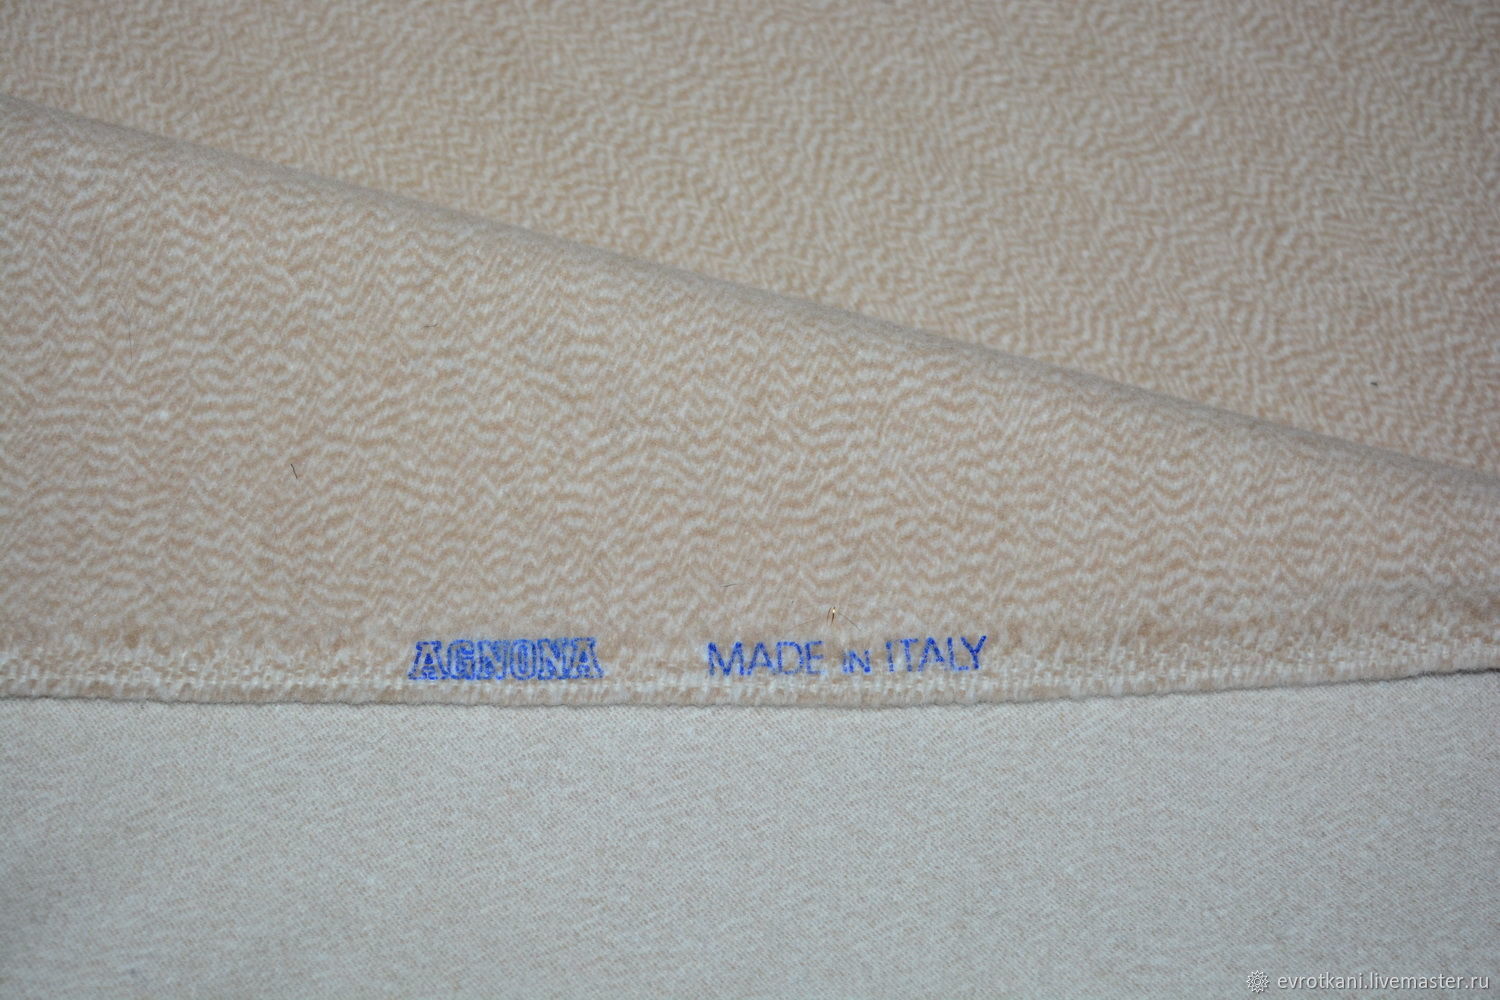 AGNONA MADE IN ITALY
evrotkani.livemaster.ru